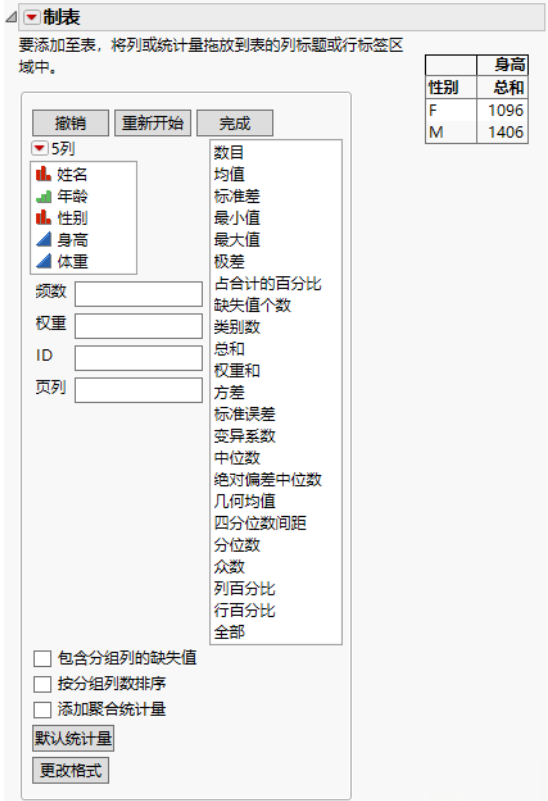 制表
要添加至表，将列或统计量拖放到表的列标题或行标签区
域中。
身高
性别 总和
F 1096
M 1406
撤销 重新开始 完成
5列
姓名
年龄
性别
身高
体重
频数
权重
ID
页列
数目
均值
标准差
最小值
最大值
极差
占合计的百分比
缺失值个数
类别数
总和
权重和
方差
标准误差
变异系数
中位数
绝对偏差中位数
几何均值
四分位数间距
分位数
众数
列百分比
行百分比
全部
包含分组列的缺失值
按分组列数排序
添加聚合统计量
默认统计量
更改格式